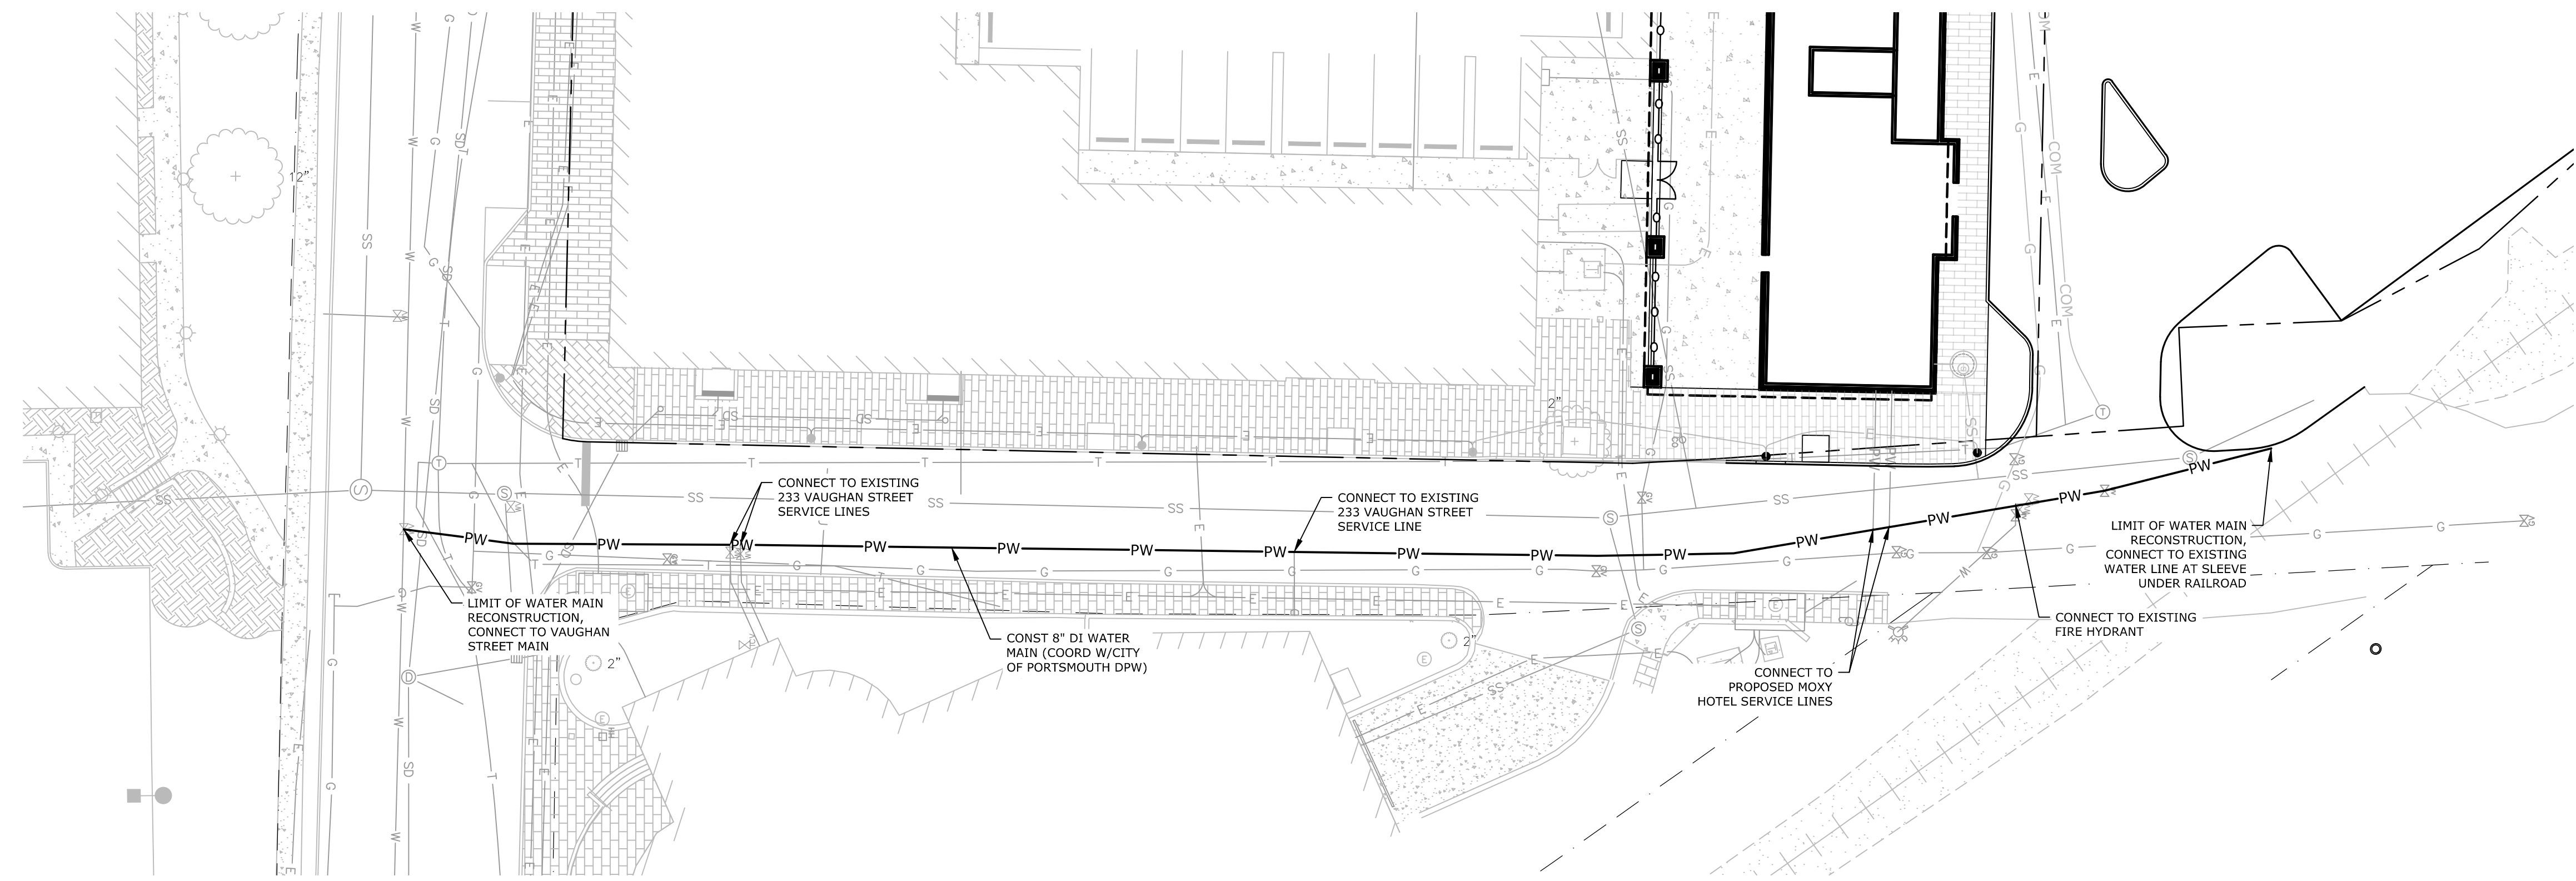 12"
CONNECT TO EXISTING
233 VAUGHAN STREET
SERVICE LINES
CONNECT TO EXISTING
233 VAUGHAN STREET
SERVICE LINE
2"
LIMIT OF WATER MAIN
RECONSTRUCTION,
CONNECT TO EXISTING
WATER LINE AT SLEEVE
UNDER RAILROAD
PW PW PW PW PW PW PW PW PW PW PW PW PW PW
LIMIT OF WATER MAIN
RECONSTRUCTION,
CONNECT TO VAUGHAN
STREET MAIN
CONST 8" DI WATER
MAIN (COORD W/CITY
OF PORTSMOUTH DPW)
CONNECT TO EXISTING
FIRE HYDRANT
2"
2"
CONNECT TO
PROPOSED MOXY
HOTEL SERVICE LINES
SS SS SS SS SS SS
T T T T T T
G G G G G G G G G
E E E E E E E E
COM COM